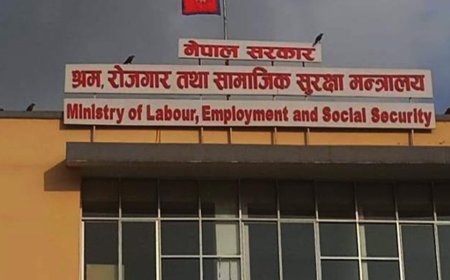 नेपाल सरकार
श्रम, रोजगार तथा सामाजिक सुरक्षा मन्त्रालय
Ministry of Labour, Employment and Social Security